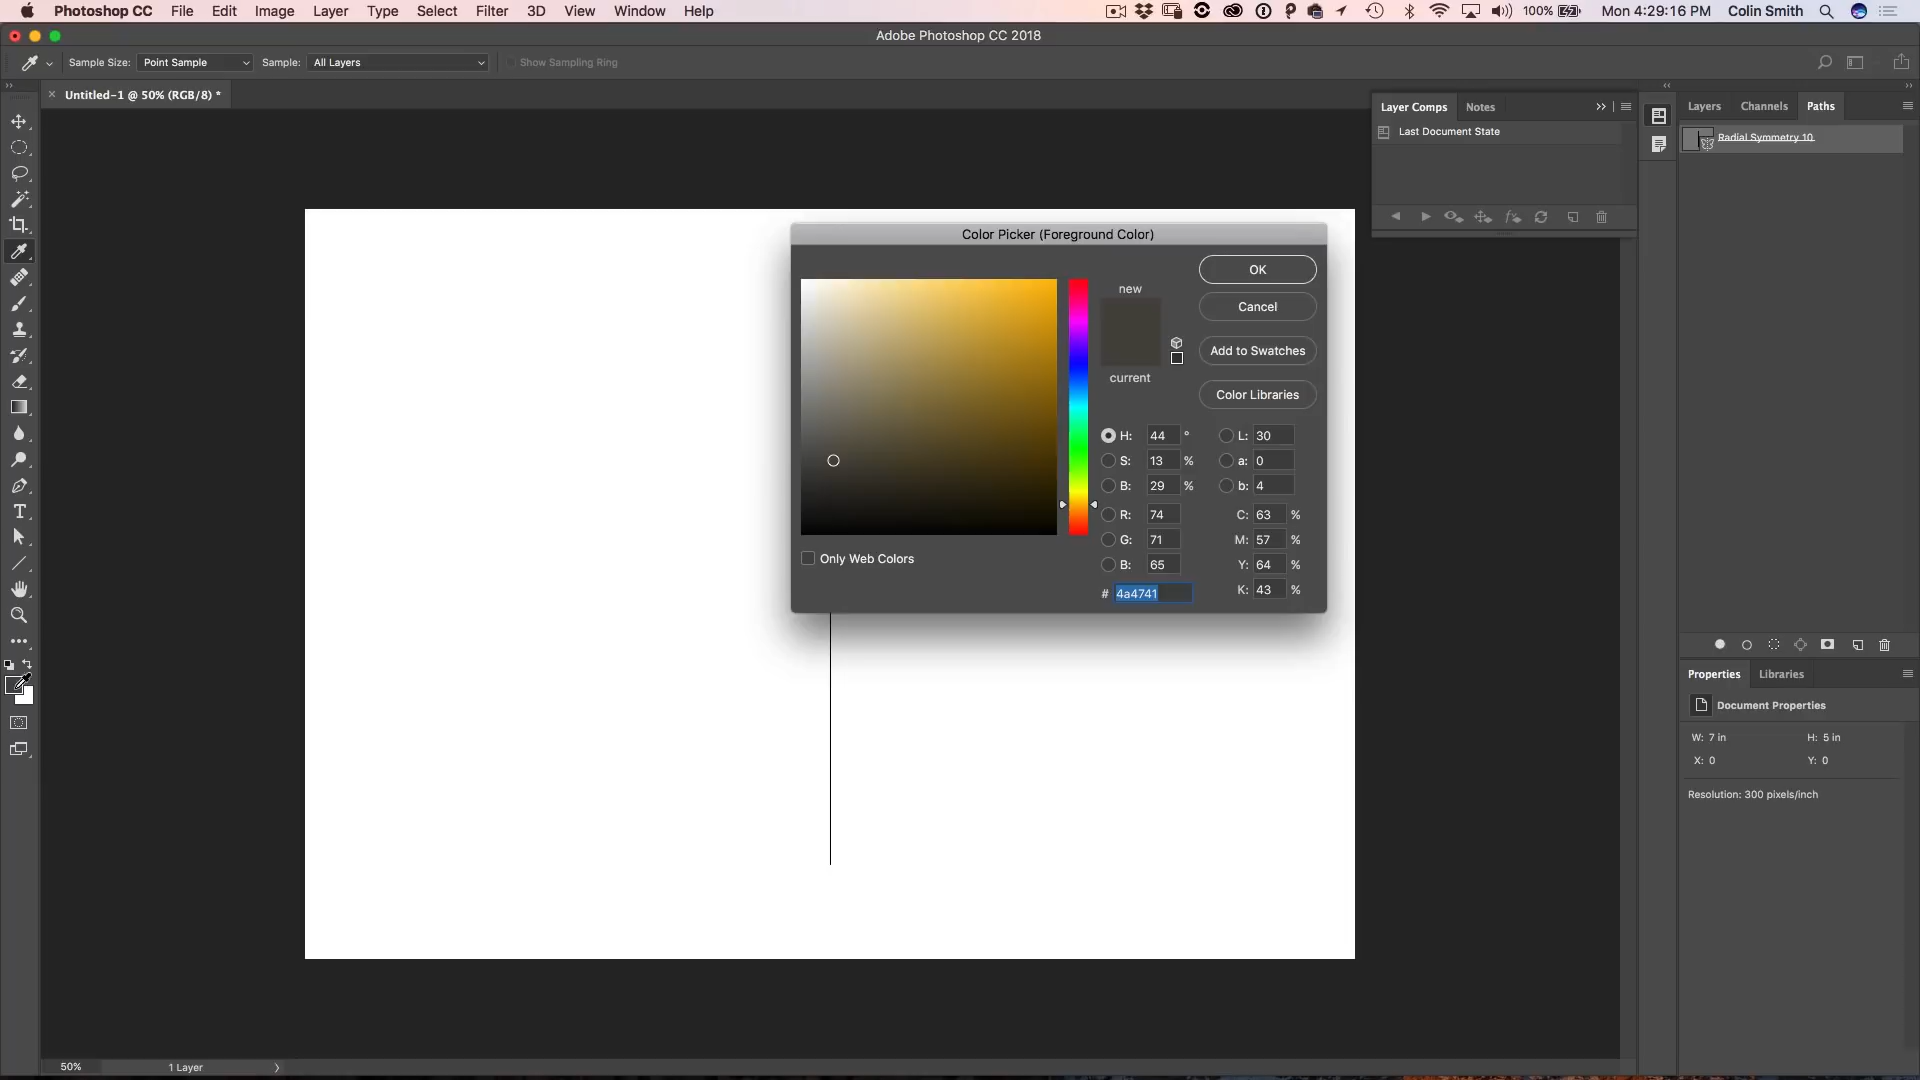 Photoshop CC File Edit Image Layer Type Select Filter 3D View Window Help 100% Mon 4:29:16 PM Colin Smith
Adobe Photoshop CC 2018
Sample Size: Point Sample Sample: All Layers Show Sampling Ring
Untitled-1 @ 50% (RGB/8) *
Layer Comps Notes
Last Document State
Layers Channels Paths
Radial Symmetry 10
Color Picker (Foreground Color)
new
current
OK
Cancel
Add to Swatches
Color Libraries
H: 44 °
S: 13 %
B: 29 %
R: 74
G: 71
B: 65
# 4a4741
L: 30
a: 0
b: 4
C: 63 %
M: 57 %
Y: 64 %
K: 43 %
Only Web Colors
Properties Libraries
Document Properties
W: 7 in H: 5 in
X: 0 Y: 0
Resolution: 300 pixels/inch
50% 1 Layer